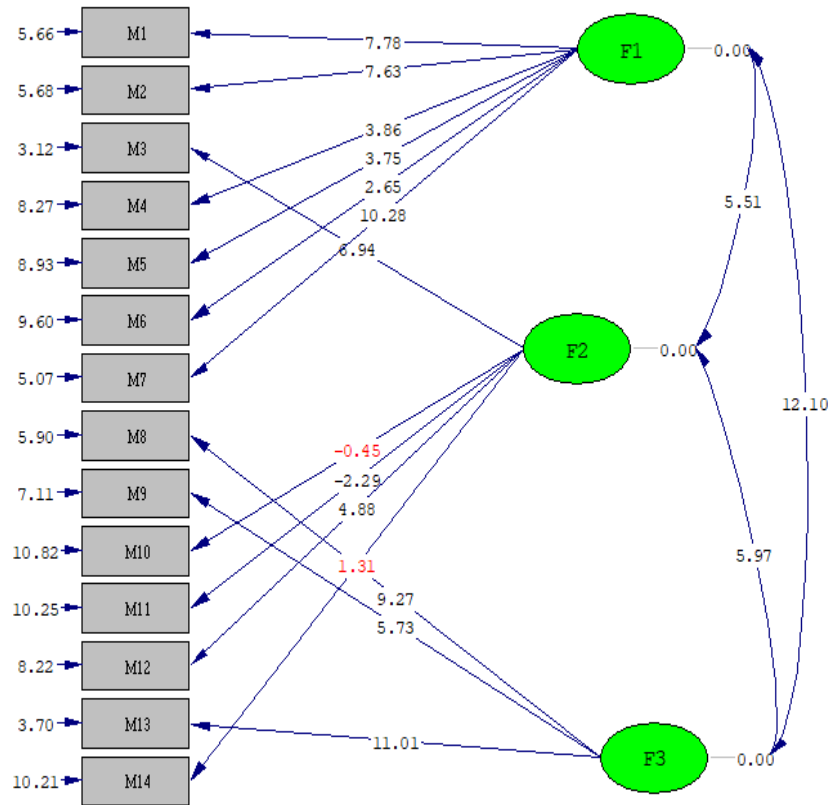 5.66 M1 7.78 F1 0.00
5.68 M2 7.63
3.12 M3 3.86
8.27 M4 3.75
2.65
10.28 5.51
8.93 M5 6.94
9.60 M6
5.07 M7 F2 0.00
12.10
5.90 M8 -0.45
7.11 M9 -2.29
4.88
10.82 M10 1.31 5.97
10.25 M11 9.27
5.73
8.22 M12
3.70 M13 11.01 F3 0.00
10.21 M14